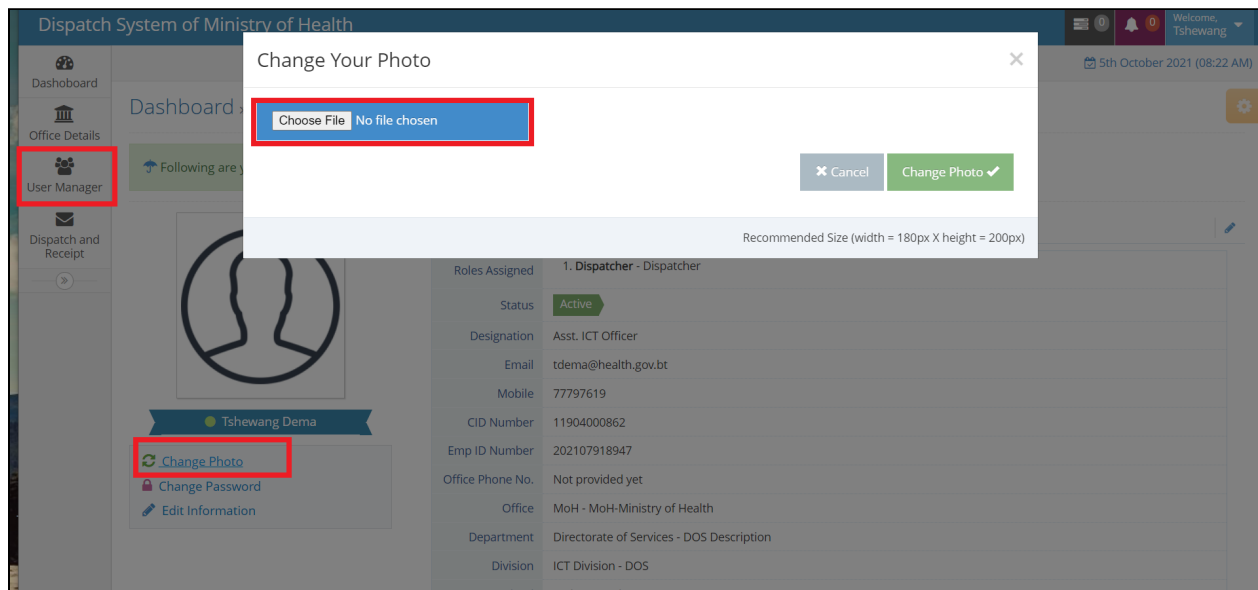 Dispatch System of Ministry of Health
0
0
Welcome,
Tshewang
Dashoboard
Office Details
User Manager
Dispatch and
Receipt
5th October 2021 (08:22 AM)
Dashboard »
Following are y
Change Your Photo
×
Choose File No file chosen
Cancel
Change Photo
Recommended Size (width = 180px X height = 200px)
Tshewang Dema
Change Photo
Change Password
Edit Information
Roles Assigned 1. Dispatcher - Dispatcher
Status Active
Designation Asst. ICT Officer
Email tdema@health.gov.bt
Mobile 77797619
CID Number 11904000862
Emp ID Number 202107918947
Office Phone No. Not provided yet
Office MoH - MoH-Ministry of Health
Department Directorate of Services - DOS Description
Division ICT Division - DOS